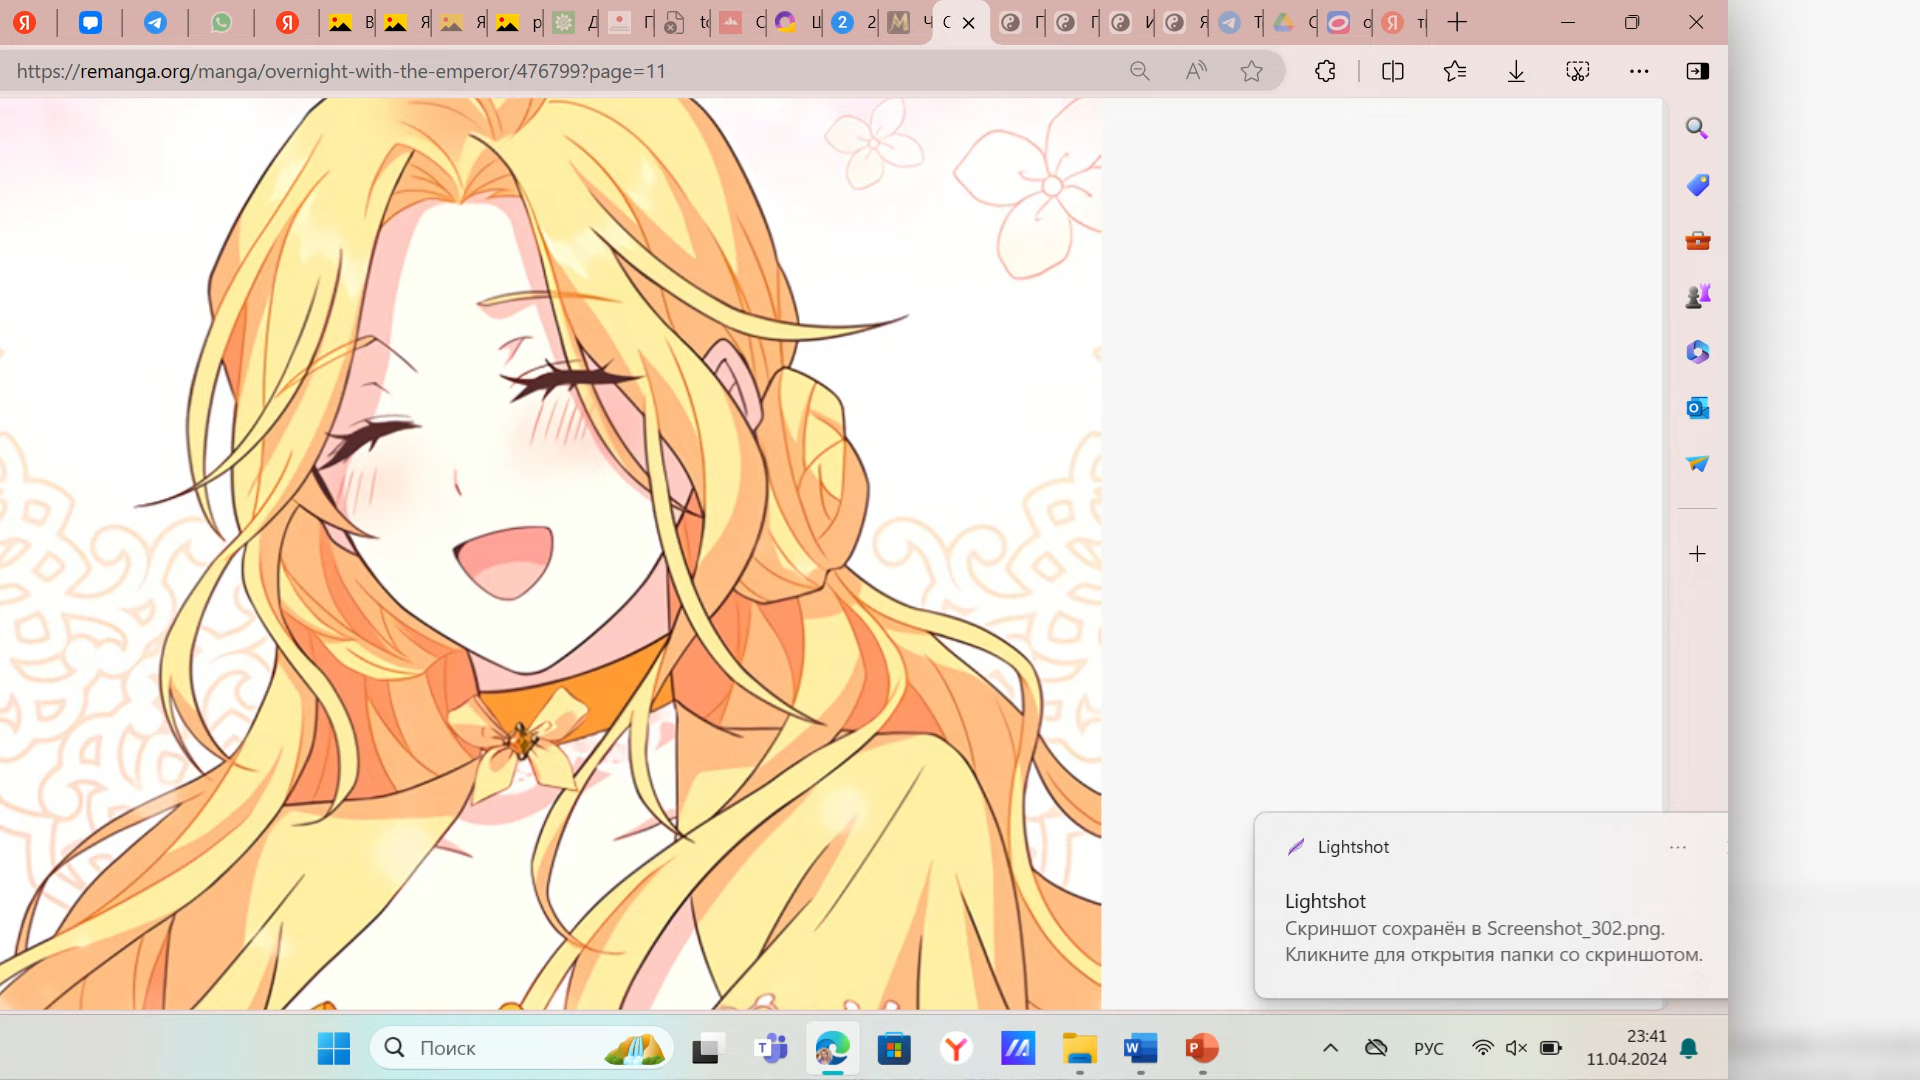 https://remanga.org/manga/overnight-with-the-emperor/476799?page=11
Lightshot
Lightshot
Скриншот сохранён в Screenshot_302.png.
Кликните для открытия папки со скриншотом.
Поиск
РУС
23:41
11.04.2024